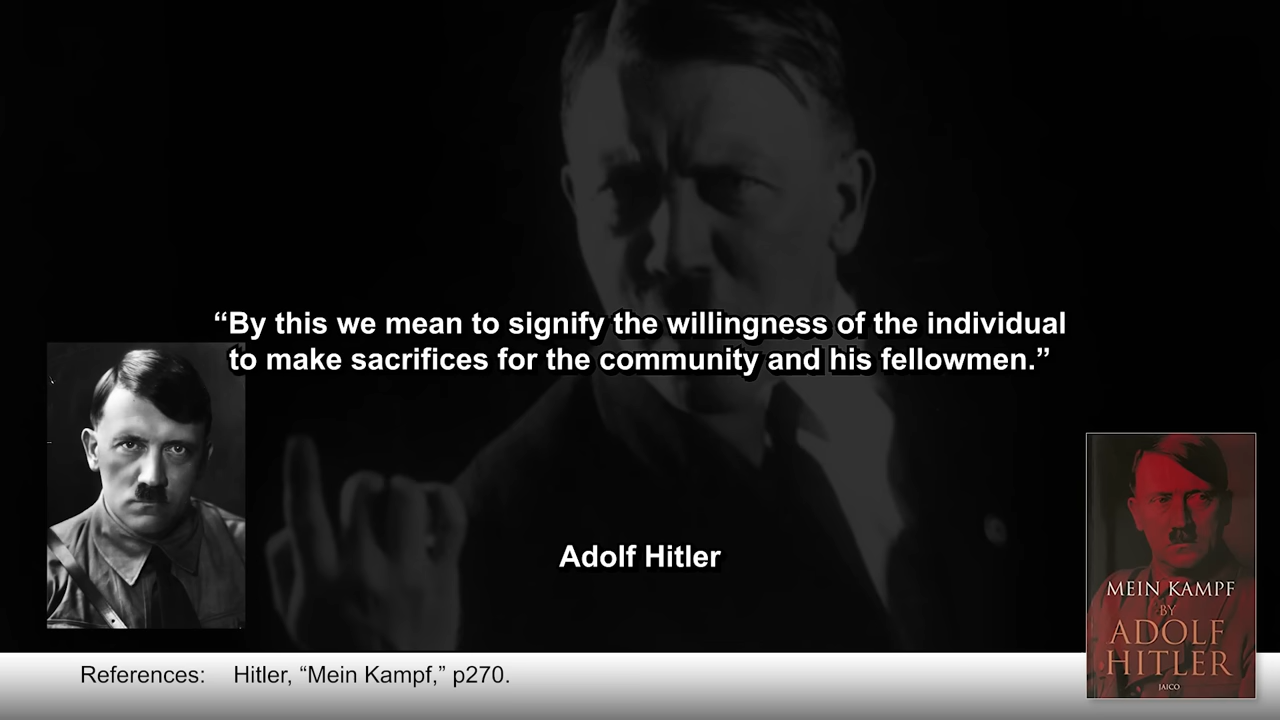 “By this we mean to signify the willingness of the individual
to make sacrifices for the community and his fellowmen.”
Adolf Hitler
MEIN KAMPF
BY
ADOLF
HITLER
JAICO
References: Hitler, “Mein Kampf,” p270.